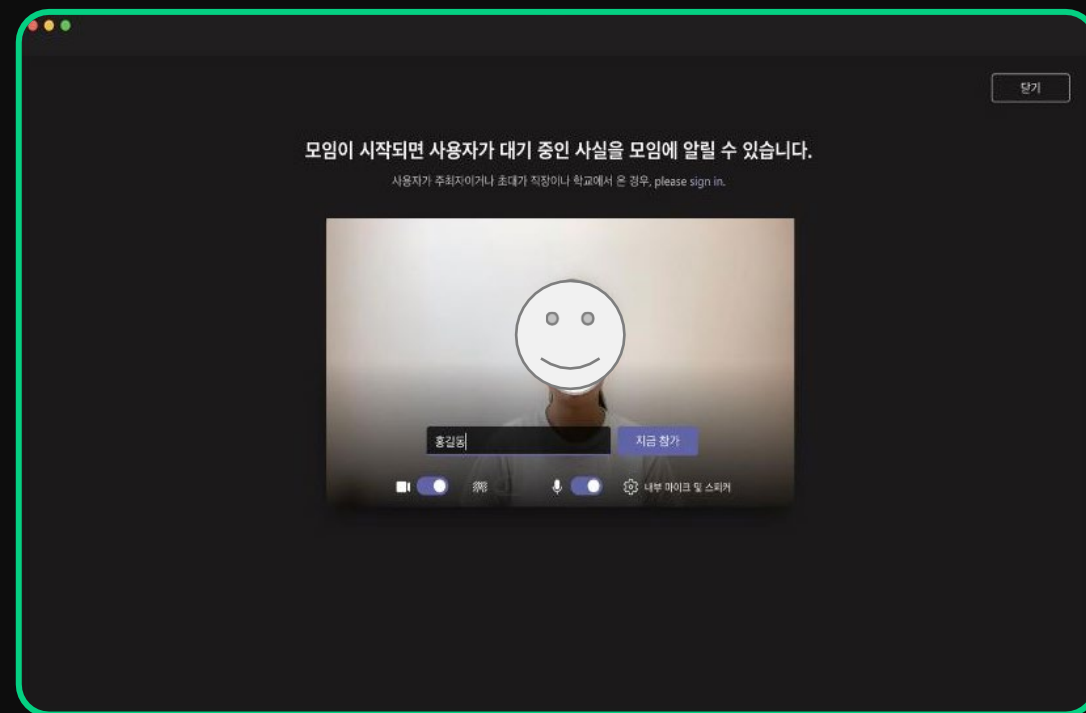 닫기
모임이 시작되면 사용자가 대기 중인 사실을 모임에 알릴 수 있습니다.
사용자가 주최자이거나 초대가 직장이나 학교에서 온 경우, please sign in.
홍길동
지금 참가
내부 마이크 및 스피커